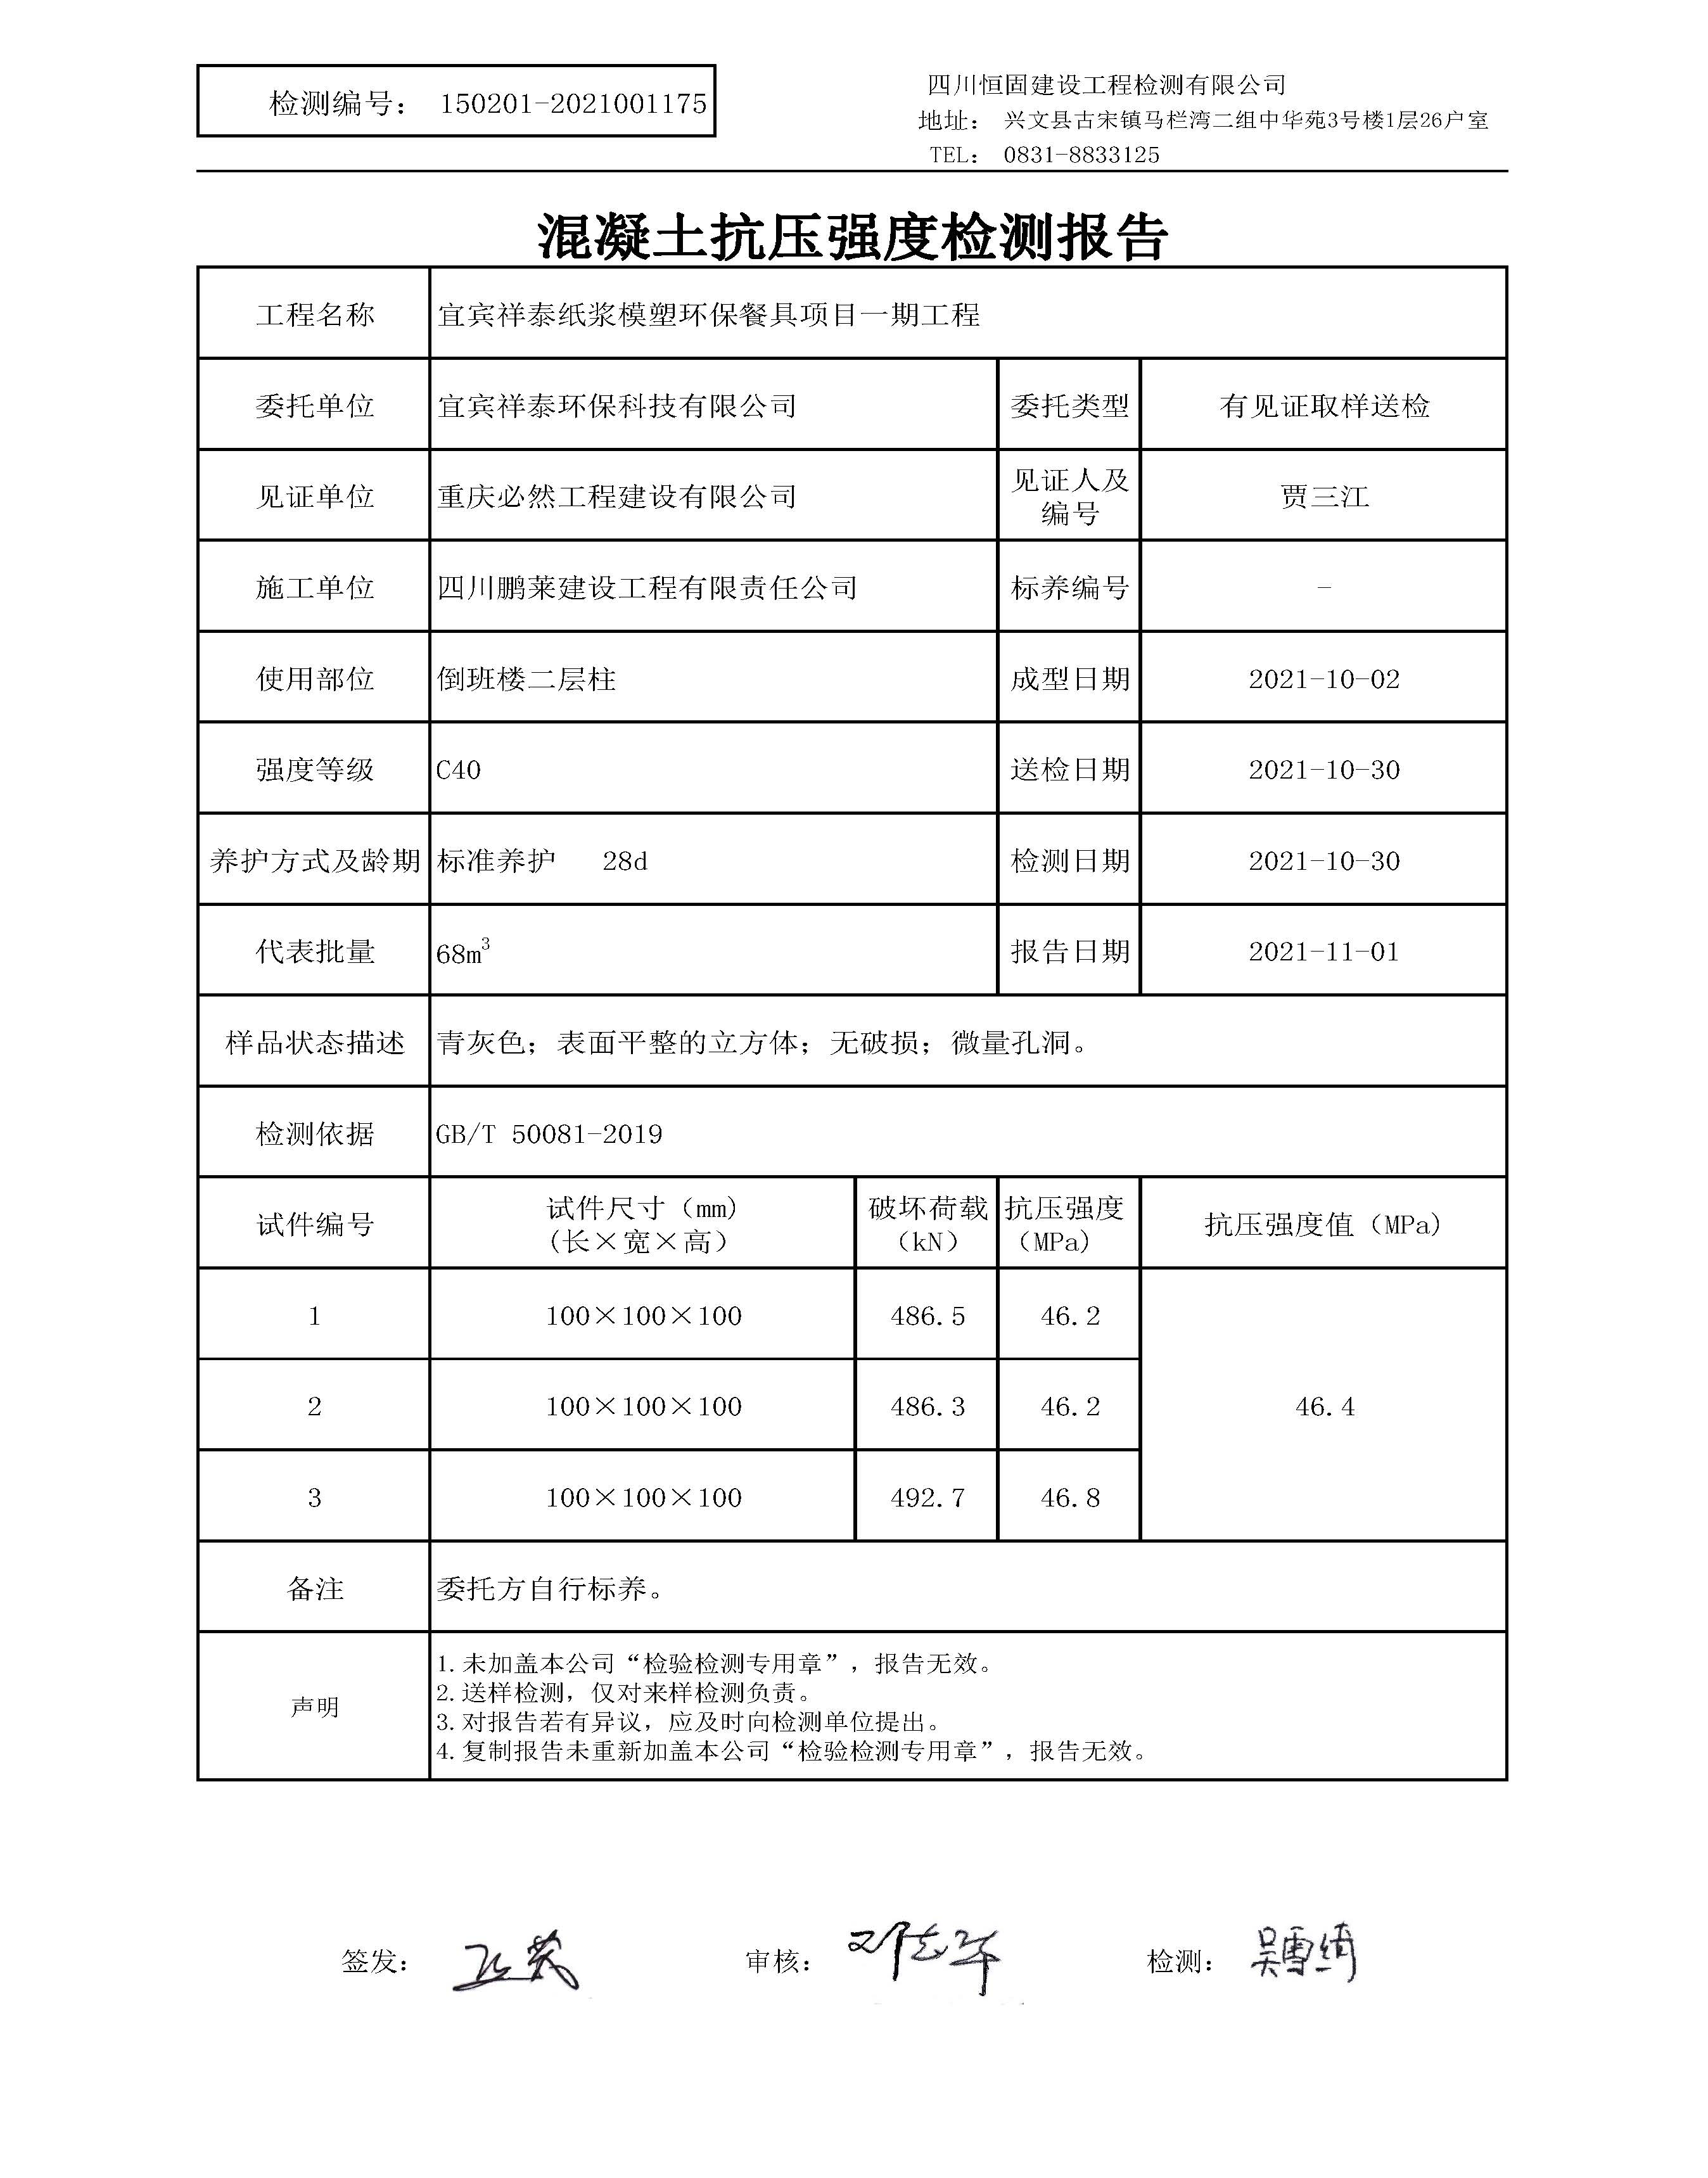 检测编号： 150201-2021001175
四川恒固建设工程检测有限公司
地址： 兴文县古宋镇马栏湾二组中华苑3号楼1层26户室
TEL： 0831-8833125
混凝土抗压强度检测报告
工程名称 宜宾祥泰纸浆模塑环保餐具项目一期工程
委托单位 宜宾祥泰环保科技有限公司 委托类型 有见证取样送检
见证单位 重庆必然工程建设有限公司 见证人及编号 贾三江
施工单位 四川鹏莱建设工程有限责任公司 标养编号 -
使用部位 倒班楼二层柱 成型日期 2021-10-02
强度等级 C40 送检日期 2021-10-30
养护方式及龄期 标准养护 28d 检测日期 2021-10-30
代表批量 68m³ 报告日期 2021-11-01
样品状态描述 青灰色；表面平整的立方体；无破损；微量孔洞。
检测依据 GB/T 50081-2019
试件编号 试件尺寸（mm）(长×宽×高） 破坏荷载（kN） 抗压强度（MPa） 抗压强度值（MPa）
1 100×100×100 486.5 46.2
2 100×100×100 486.3 46.2 46.4
3 100×100×100 492.7 46.8
备注 委托方自行标养。
声明
1.未加盖本公司“检验检测专用章”，报告无效。
2.送样检测，仅对来样检测负责。
3.对报告若有异议，应及时向检测单位提出。
4.复制报告未重新加盖本公司“检验检测专用章”，报告无效。
签发： 审核： 检测： 吴雪绮